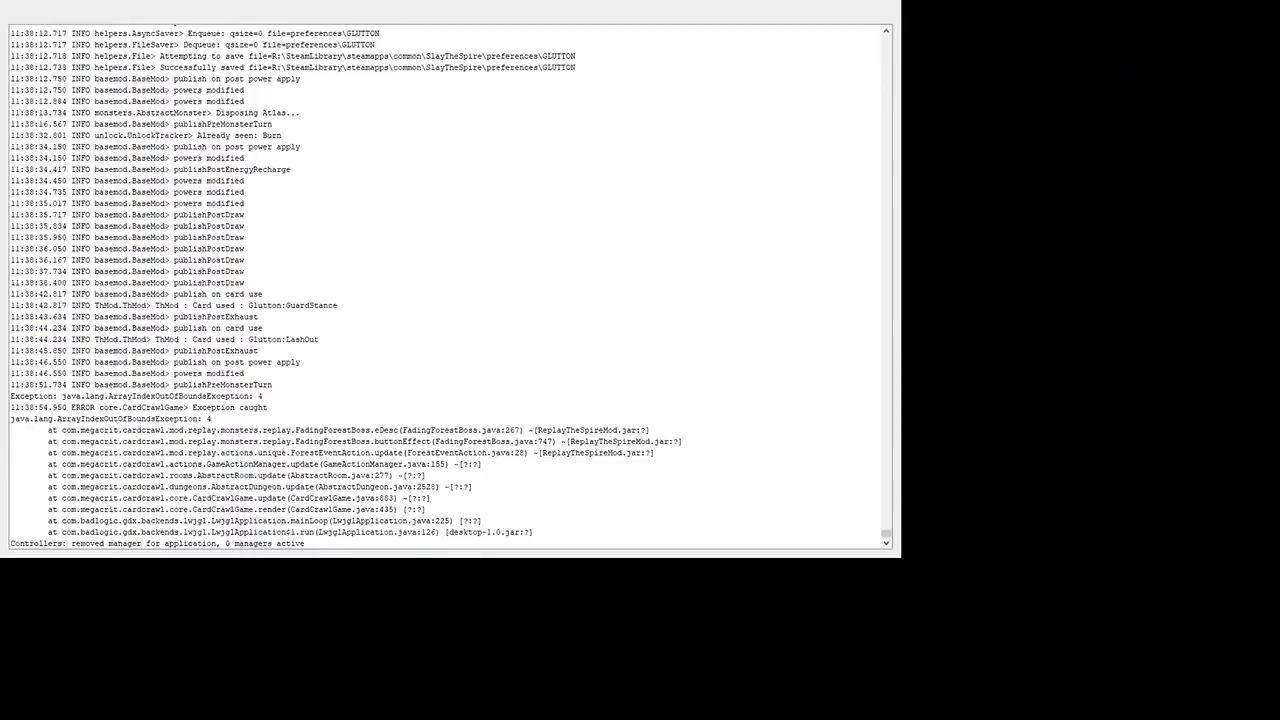 11:38:12.717 INFO helpers.AsyncSaver> Enqueue: qsize=0 file=preferences\GLUTTON
11:38:12.717 INFO helpers.FileSaver> Dequeue: qsize=0 file=preferences\GLUTTON
11:38:12.718 INFO helpers.File> Attempting to save file=R:\SteamLibrary\steamapps\common\SlayTheSpire\preferences\GLUTTON
11:38:12.738 INFO helpers.File> Successfully saved file=R:\SteamLibrary\steamapps\common\SlayTheSpire\preferences\GLUTTON
11:38:12.750 INFO basemod.BaseMod> publish on post power apply
11:38:12.750 INFO basemod.BaseMod> powers modified
11:38:12.884 INFO basemod.BaseMod> powers modified
11:38:13.734 INFO monsters.AbstractMonster> Disposing Atlas...
11:38:16.567 INFO basemod.BaseMod> publishPreMonsterTurn
11:38:32.801 INFO unlock.UnlockTracker> Already seen: Burn
11:38:34.150 INFO basemod.BaseMod> publish on post power apply
11:38:34.150 INFO basemod.BaseMod> powers modified
11:38:34.417 INFO basemod.BaseMod> publishPostEnergyRecharge
11:38:34.450 INFO basemod.BaseMod> powers modified
11:38:34.735 INFO basemod.BaseMod> powers modified
11:38:35.017 INFO basemod.BaseMod> powers modified
11:38:35.717 INFO basemod.BaseMod> publishPostDraw
11:38:35.834 INFO basemod.BaseMod> publishPostDraw
11:38:35.950 INFO basemod.BaseMod> publishPostDraw
11:38:36.050 INFO basemod.BaseMod> publishPostDraw
11:38:36.167 INFO basemod.BaseMod> publishPostDraw
11:38:37.734 INFO basemod.BaseMod> publishPostDraw
11:38:38.400 INFO basemod.BaseMod> publishPostDraw
11:38:42.817 INFO basemod.BaseMod> publish on card use
11:38:42.817 INFO ThMod.ThMod> ThMod : Card used : Glutton:GuardStance
11:38:43.634 INFO basemod.BaseMod> publishPostExhaust
11:38:44.234 INFO basemod.BaseMod> publish on card use
11:38:44.234 INFO ThMod.ThMod> ThMod : Card used : Glutton:LashOut
11:38:45.850 INFO basemod.BaseMod> publishPostExhaust
11:38:46.550 INFO basemod.BaseMod> publish on post power apply
11:38:46.550 INFO basemod.BaseMod> powers modified
11:38:51.734 INFO basemod.BaseMod> publishPreMonsterTurn
Exception: java.lang.ArrayIndexOutOfBoundsException: 4
11:38:54.950 ERROR core.CardCrawlGame> Exception caught
java.lang.ArrayIndexOutOfBoundsException: 4
at com.megacrit.cardcrawl.mod.replay.monsters.replay.FadingForestBoss.eDesc(FadingForestBoss.java:267) ~[ReplayTheSpireMod.jar:?]
at com.megacrit.cardcrawl.mod.replay.monsters.replay.FadingForestBoss.buttonEffect(FadingForestBoss.java:747) ~[ReplayTheSpireMod.jar:?]
at com.megacrit.cardcrawl.mod.replay.actions.unique.ForestEventAction.update(ForestEventAction.java:28) ~[ReplayTheSpireMod.jar:?]
at com.megacrit.cardcrawl.actions.GameActionManager.update(GameActionManager.java:155) ~[?:?]
at com.megacrit.cardcrawl.rooms.AbstractRoom.update(AbstractRoom.java:277) ~[?:?]
at com.megacrit.cardcrawl.dungeons.AbstractDungeon.update(AbstractDungeon.java:2528) ~[?:?]
at com.megacrit.cardcrawl.core.CardCrawlGame.update(CardCrawlGame.java:883) ~[?:?]
at com.megacrit.cardcrawl.core.CardCrawlGame.render(CardCrawlGame.java:435) [?:?]
at com.badlogic.gdx.backends.lwjgl.LwjglApplication.mainLoop(LwjglApplication.java:225) [?:?]
at com.badlogic.gdx.backends.lwjgl.LwjglApplication$1.run(LwjglApplication.java:126) [desktop-1.0.jar:?]
Controllers: removed manager for application, 0 managers active